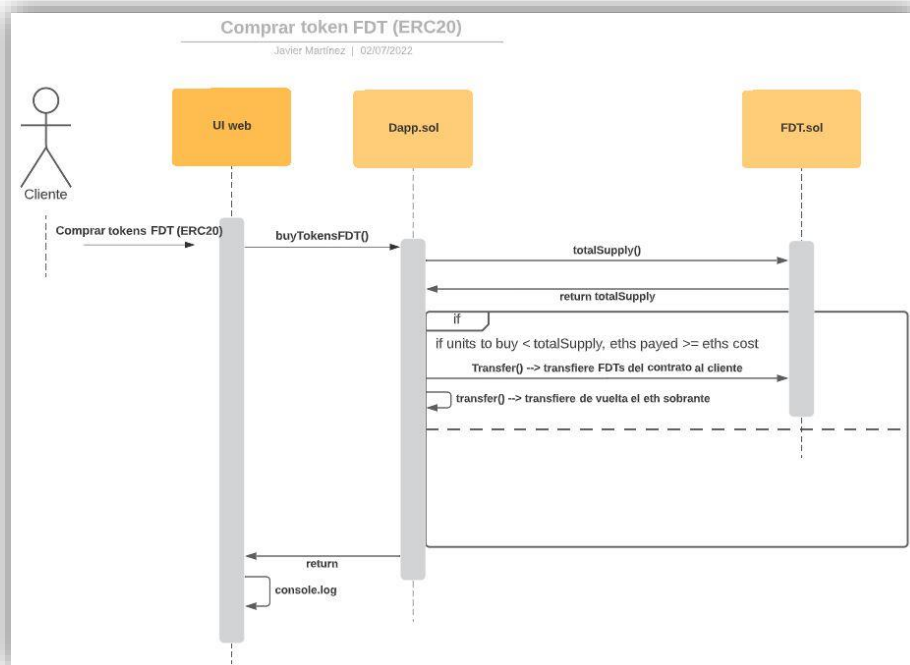 Comprar token FDT (ERC20)
Javier Martínez | 02/07/2022
UI web
Dapp.sol
FDT.sol
Cliente
Comprar tokens FDT (ERC20)
buyTokensFDT()
totalSupply()
return totalSupply
if
if units to buy < totalSupply, eths payed >= eths cost
Transfer() --> transfiere FDTs del contrato al cliente
transfer() --> transfiere de vuelta el eth sobrante
return
console.log